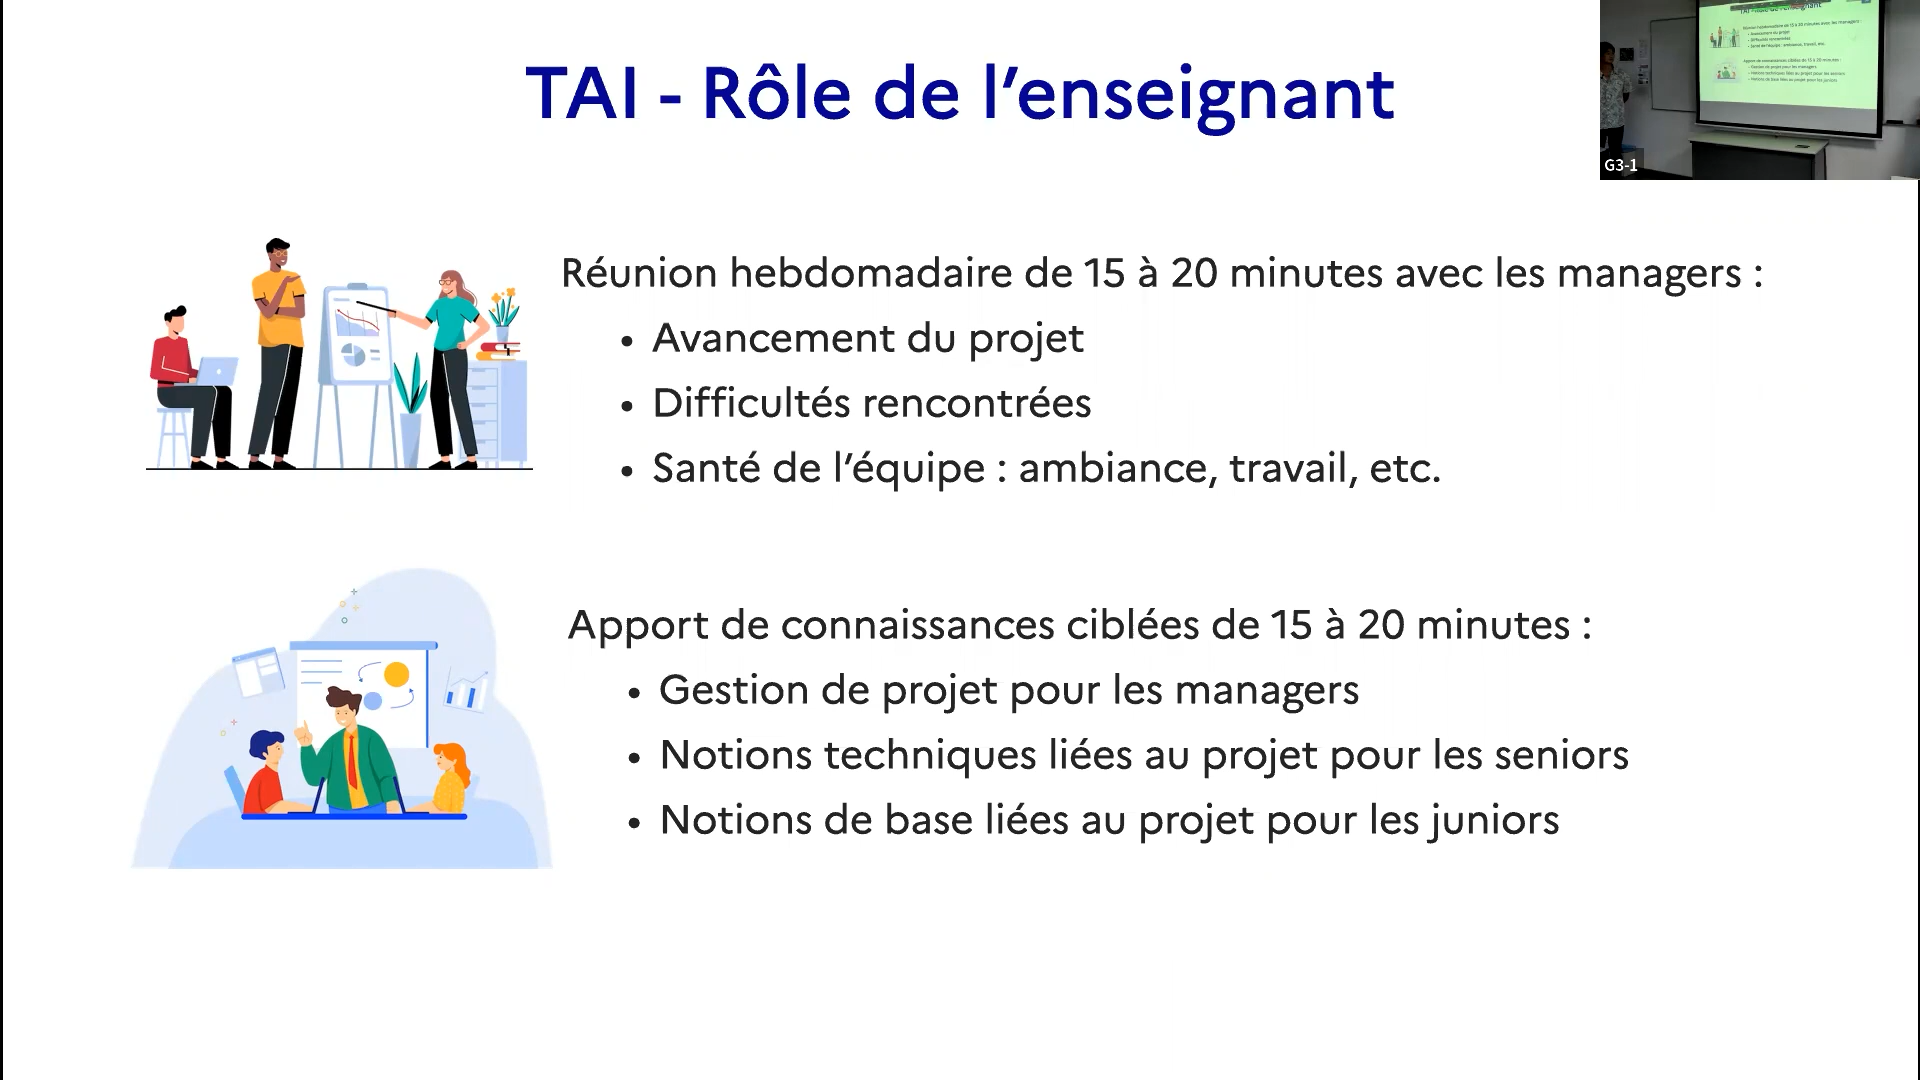 TAI - Rôle de l’enseignant
G3-1
Réunion hebdomadaire de 15 à 20 minutes avec les managers :
• Avancement du projet
• Difficultés rencontrées
• Santé de l’équipe : ambiance, travail, etc.
Apport de connaissances ciblées de 15 à 20 minutes :
• Gestion de projet pour les managers
• Notions techniques liées au projet pour les seniors
• Notions de base liées au projet pour les juniors